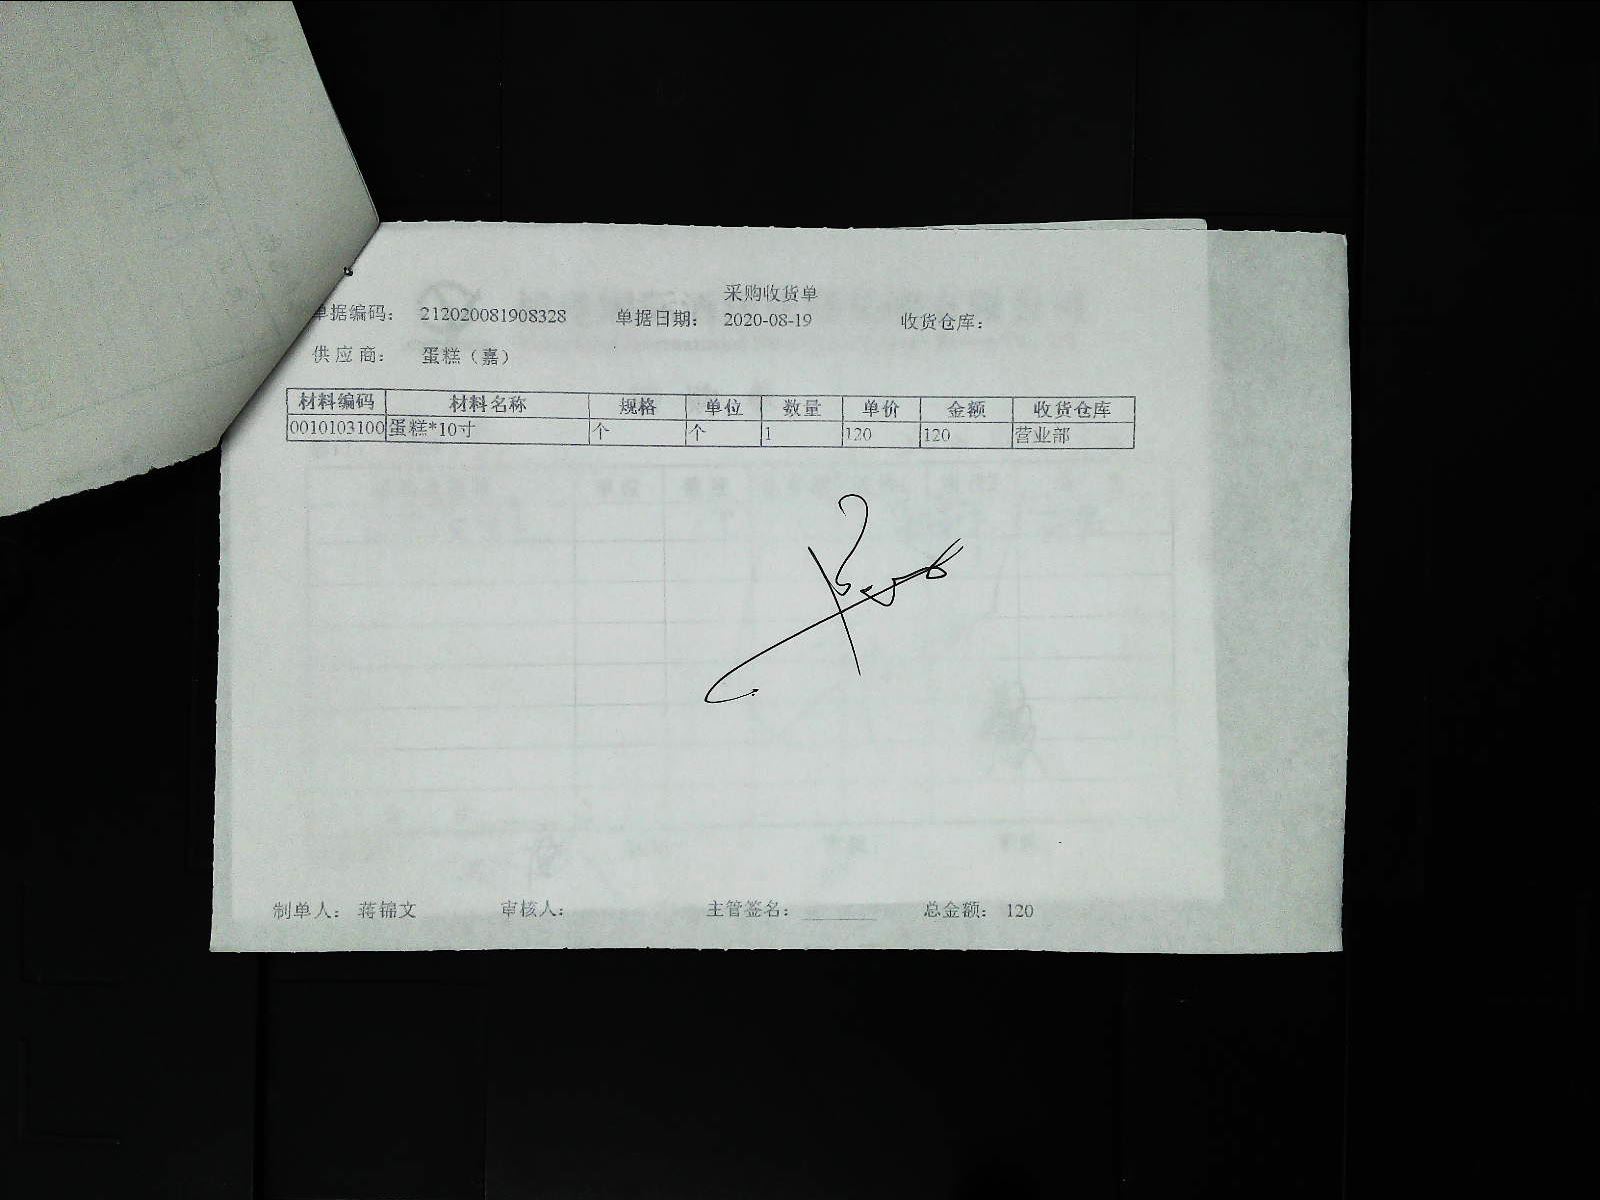 采购收货单
单据编码: 212020081908328 单据日期: 2020-08-19 收货仓库:
供应商: 蛋糕(嘉)
材料编码 材料名称 规格 单位 数量 单价 金额 收货仓库
0010103100 蛋糕*10寸 个 个 1 120 120 营业部
制单人: 蒋锦文 审核人: 主管签名: 总金额: 120